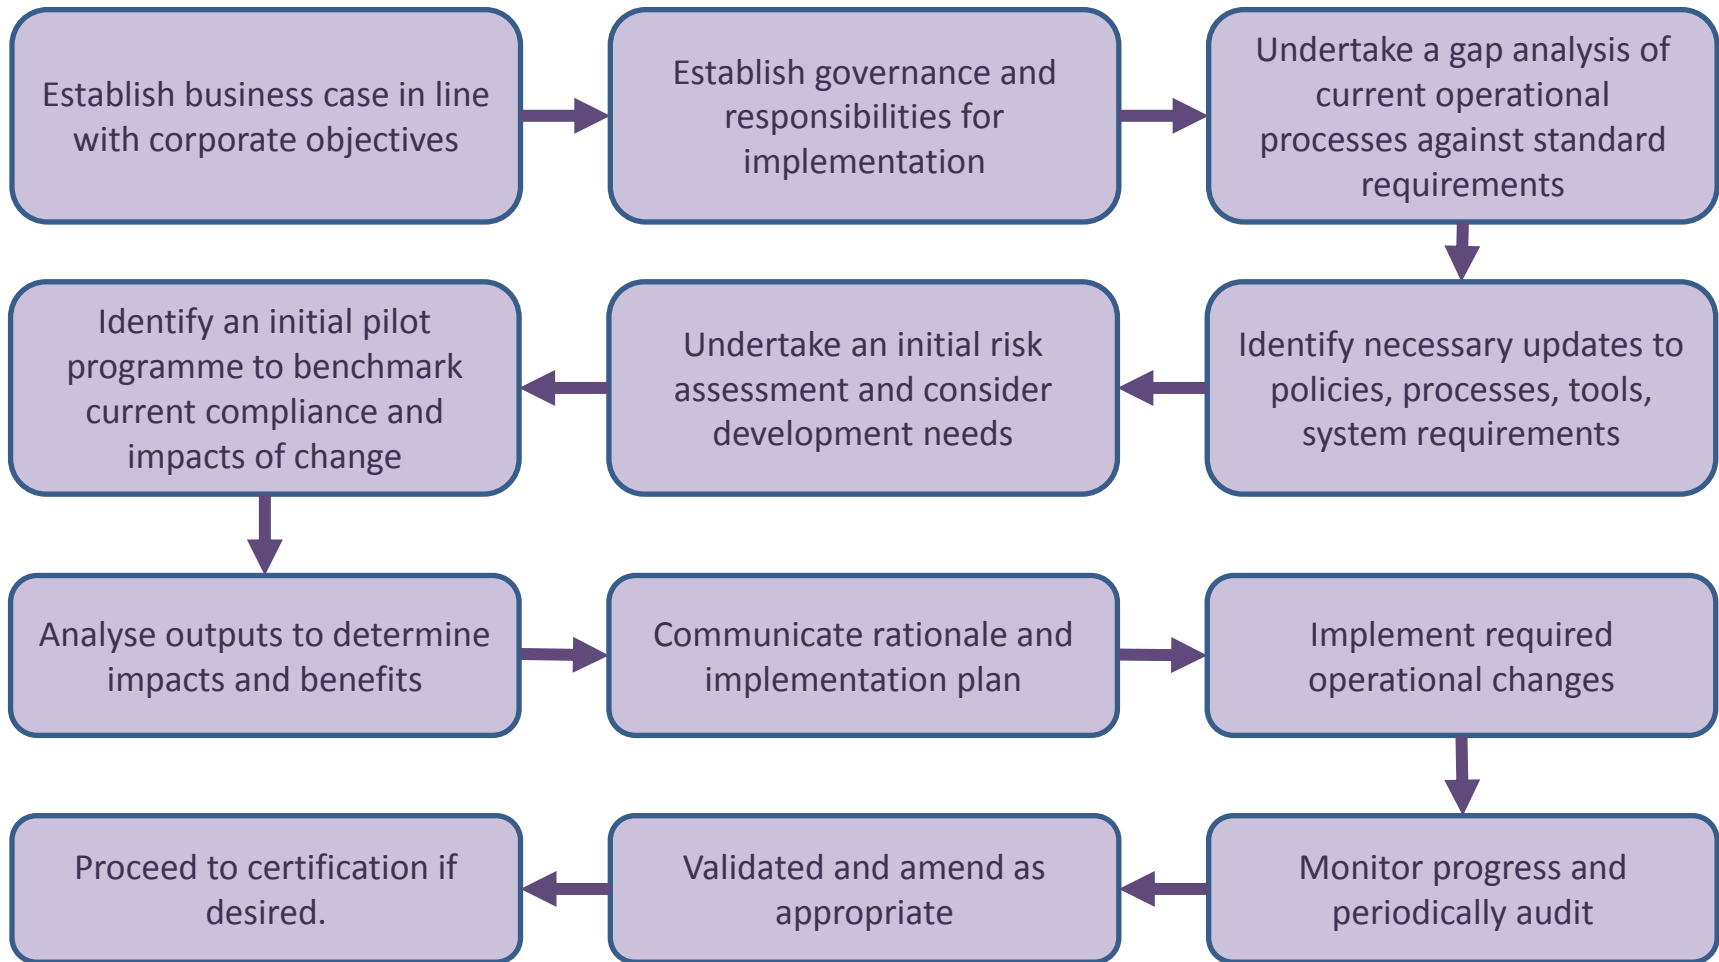 Establish business case in line
with corporate objectives
Establish governance and
responsibilities for
implementation
Undertake a gap analysis of
current operational
processes against standard
requirements
Identify necessary updates to
policies, processes, tools,
system requirements
Undertake an initial risk
assessment and consider
development needs
Identify an initial pilot
programme to benchmark
current compliance and
impacts of change
Analyse outputs to determine
impacts and benefits
Communicate rationale and
implementation plan
Implement required
operational changes
Monitor progress and
periodically audit
Validated and amend as
appropriate
Proceed to certification if
desired.